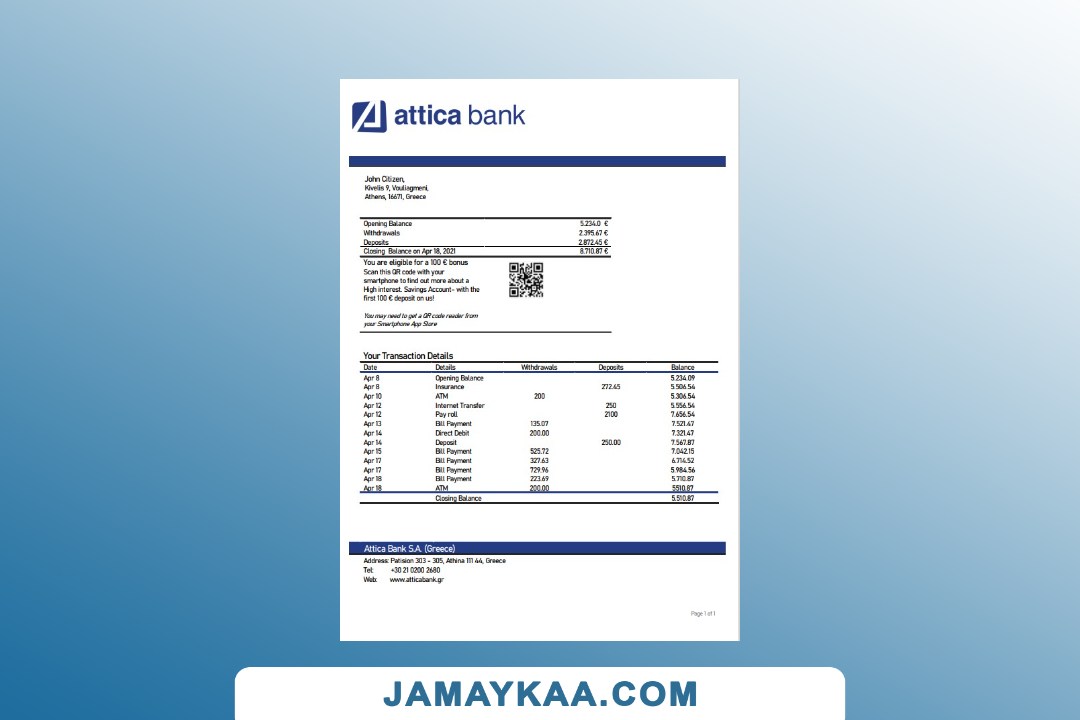 attica bank
John Citizen,
Kivelis 9, Vouliagmeni,
Athens, 16671, Greece
Opening Balance 5.234.0 €
Withdrawals 2.395.67 €
Deposits 2.872.45 €
Closing Balance on Apr 18, 2021 8.710.87 €
You are eligible for a 100 € bonus
Scan this QR code with your
smartphone to find out more about a
High interest. Savings Account- with the
first 100 € deposit on us!
You may need to get a QR code reader from
your Smartphone App Store
Your Transaction Details
Date Details Withdrawals Deposits Balance
Apr 8 Opening Balance 5.234.09
Apr 8 Insurance 272.45 5.506.54
Apr 10 ATM 200 5.306.54
Apr 12 Internet Transfer 250 5.556.54
Apr 12 Pay roll 2100 7.656.54
Apr 13 Bill Payment 135.07 7.521.47
Apr 14 Direct Debit 200.00 7.321.47
Apr 14 Deposit 250.00 7.567.87
Apr 15 Bill Payment 525.72 7.042.15
Apr 17 Bill Payment 327.63 6.714.52
Apr 17 Bill Payment 729.96 5.984.56
Apr 18 Bill Payment 223.69 5.710.87
Apr 18 ATM 200.00 5510.87
Closing Balance 5.510.87
Attica Bank S.A. (Greece)
Address: Patision 303 - 305, Athina 111 44, Greece
Tel: +30 21 0200 2680
Web: www.atticabank.gr
Page 1 of 1
JAMAYKAA.COM